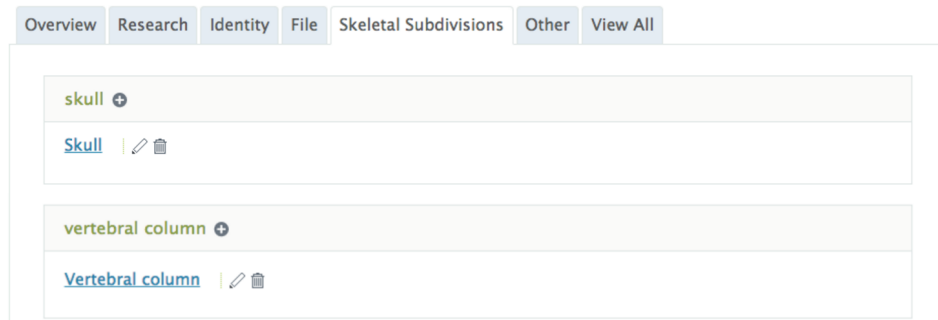 Overview Research Identity File Skeletal Subdivisions Other View All
skull
Skull
vertebral column
Vertebral column